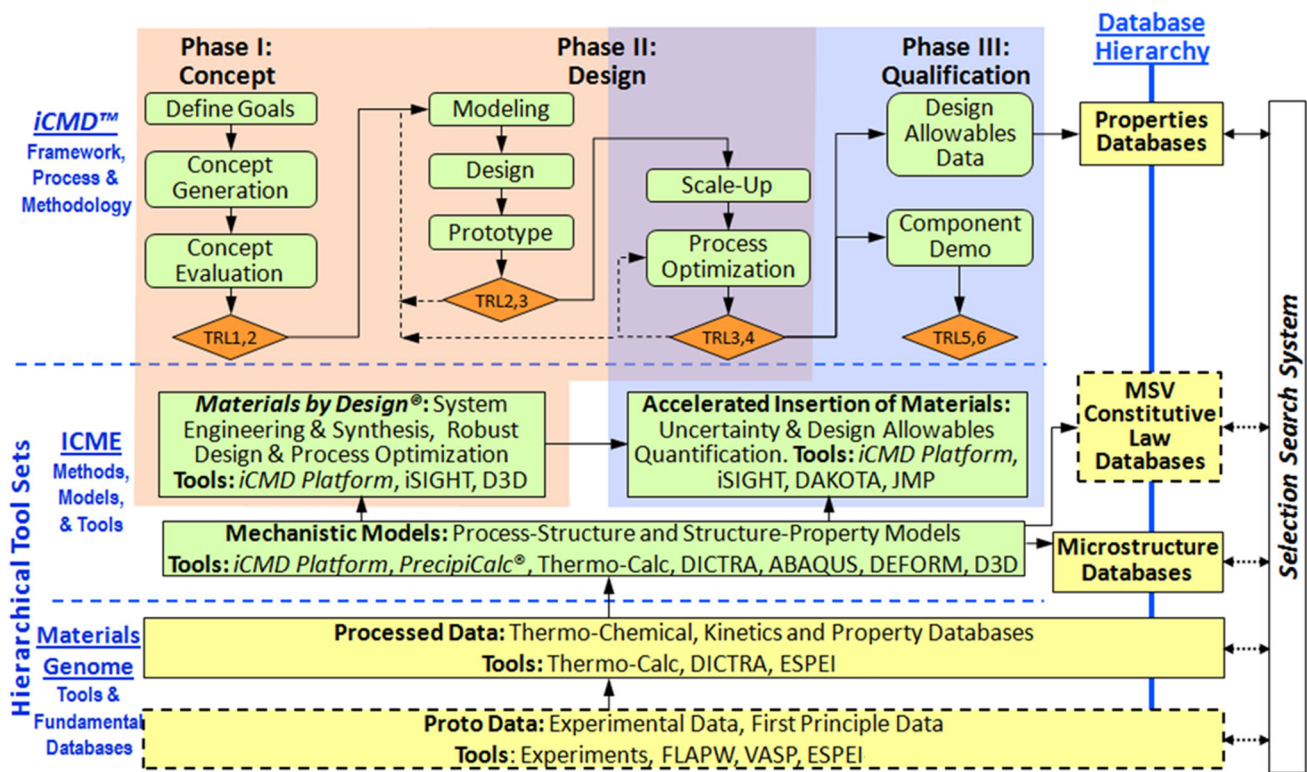 Phase I:
Concept
Phase II:
Design
Phase III:
Qualification
Database
Hierarchy
iCMD™
Framework,
Process &
Methodology
Define Goals
Concept
Generation
Concept
Evaluation
TRL1,2
Modeling
Design
Prototype
TRL2,3
Scale-Up
Process
Optimization
TRL3,4
Design
Allowables
Data
Component
Demo
TRL5,6
Properties
Databases
Selection Search System
Hierarchical Tool Sets
ICME
Methods,
Models,
& Tools
Materials by Design®: System
Engineering & Synthesis, Robust
Design & Process Optimization
Tools: iCMD Platform, iSIGHT, D3D
Accelerated Insertion of Materials:
Uncertainty & Design Allowables
Quantification. Tools: iCMD Platform,
iSIGHT, DAKOTA, JMP
MSV
Constitutive
Law
Databases
Mechanistic Models: Process-Structure and Structure-Property Models
Tools: iCMD Platform, PrecipiCalc®, Thermo-Calc, DICTRA, ABAQUS, DEFORM, D3D
Microstructure
Databases
Materials
Genome
Tools &
Fundamental
Databases
Processed Data: Thermo-Chemical, Kinetics and Property Databases
Tools: Thermo-Calc, DICTRA, ESPEI
Proto Data: Experimental Data, First Principle Data
Tools: Experiments, FLAPW, VASP, ESPEI